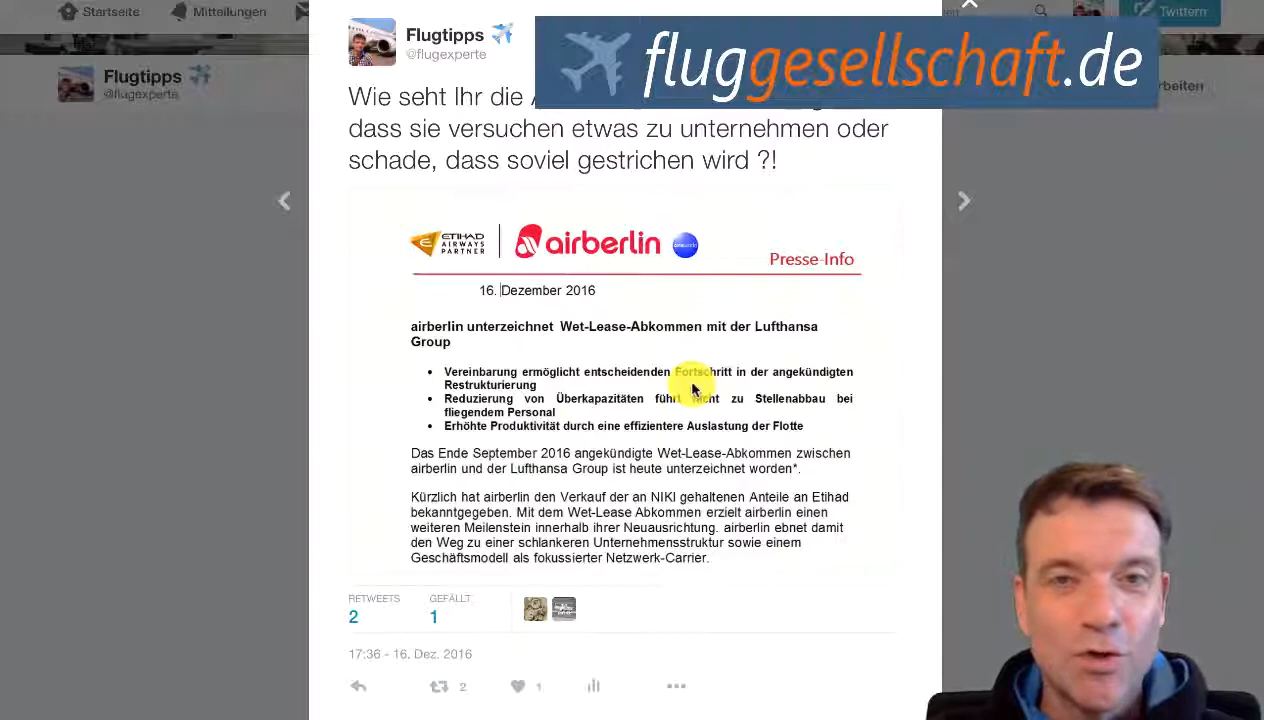 Startseite
Mitteilungen
Twittern
Flugtipps
@flugexperte
Flugtipps
@flugexperte
fluggesellschaft.de
Wie seht Ihr die
dass sie versuchen etwas zu unternehmen oder
schade, dass soviel gestrichen wird ?!
ETIHAD
AIRWAYS
PARTNER
airberlin
Presse-Info
16. Dezember 2016
airberlin unterzeichnet Wet-Lease-Abkommen mit der Lufthansa
Group
• Vereinbarung ermöglicht entscheidenden Fortschritt in der angekündigten
Restrukturierung
• Reduzierung von Überkapazitäten führt nicht zu Stellenabbau bei
fliegendem Personal
• Erhöhte Produktivität durch eine effizientere Auslastung der Flotte
Das Ende September 2016 angekündigte Wet-Lease-Abkommen zwischen
airberlin und der Lufthansa Group ist heute unterzeichnet worden*.
Kürzlich hat airberlin den Verkauf der an NIKI gehaltenen Anteile an Etihad
bekanntgegeben. Mit dem Wet-Lease Abkommen erzielt airberlin einen
weiteren Meilenstein innerhalb ihrer Neuausrichtung. airberlin ebnet damit
den Weg zu einer schlankeren Unternehmensstruktur sowie einem
Geschäftsmodell als fokussierter Netzwerk-Carrier.
RETWEETS
2
GEFÄLLT
1
17:36 - 16. Dez. 2016
2
1